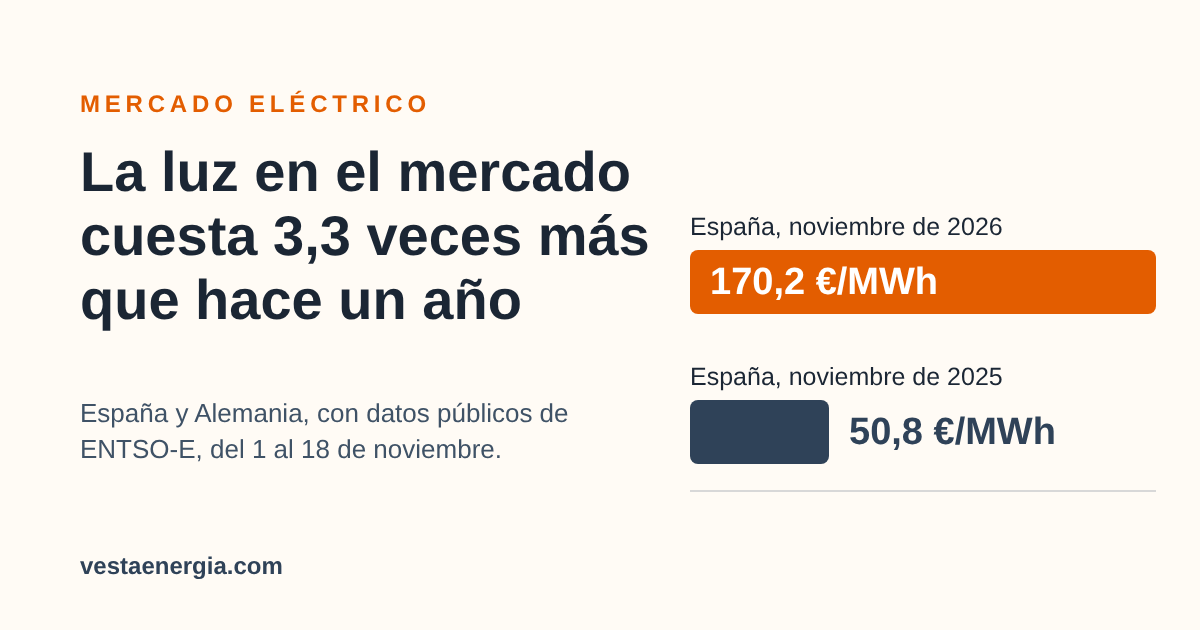 MERCADO ELÉCTRICO
La luz en el mercado
cuesta 3,3 veces más
que hace un año
España y Alemania, con datos públicos de
ENTSO-E, del 1 al 18 de noviembre.
vestaenergia.com
España, noviembre de 2026
170,2 €/MWh
España, noviembre de 2025
50,8 €/MWh